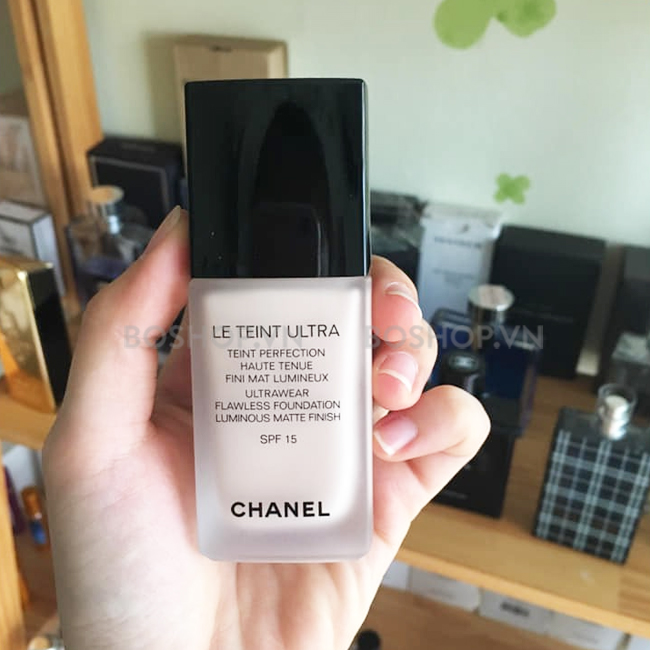 LE TEINT ULTRA
TEINT PERFECTION
HAUTE TENUE
FINI MAT LUMINEUX
ULTRAWEAR
FLAWLESS FOUNDATION
LUMINOUS MATTE FINISH
SPF 15
CHANEL
BOSHOP.VN
BOSHOP.VN